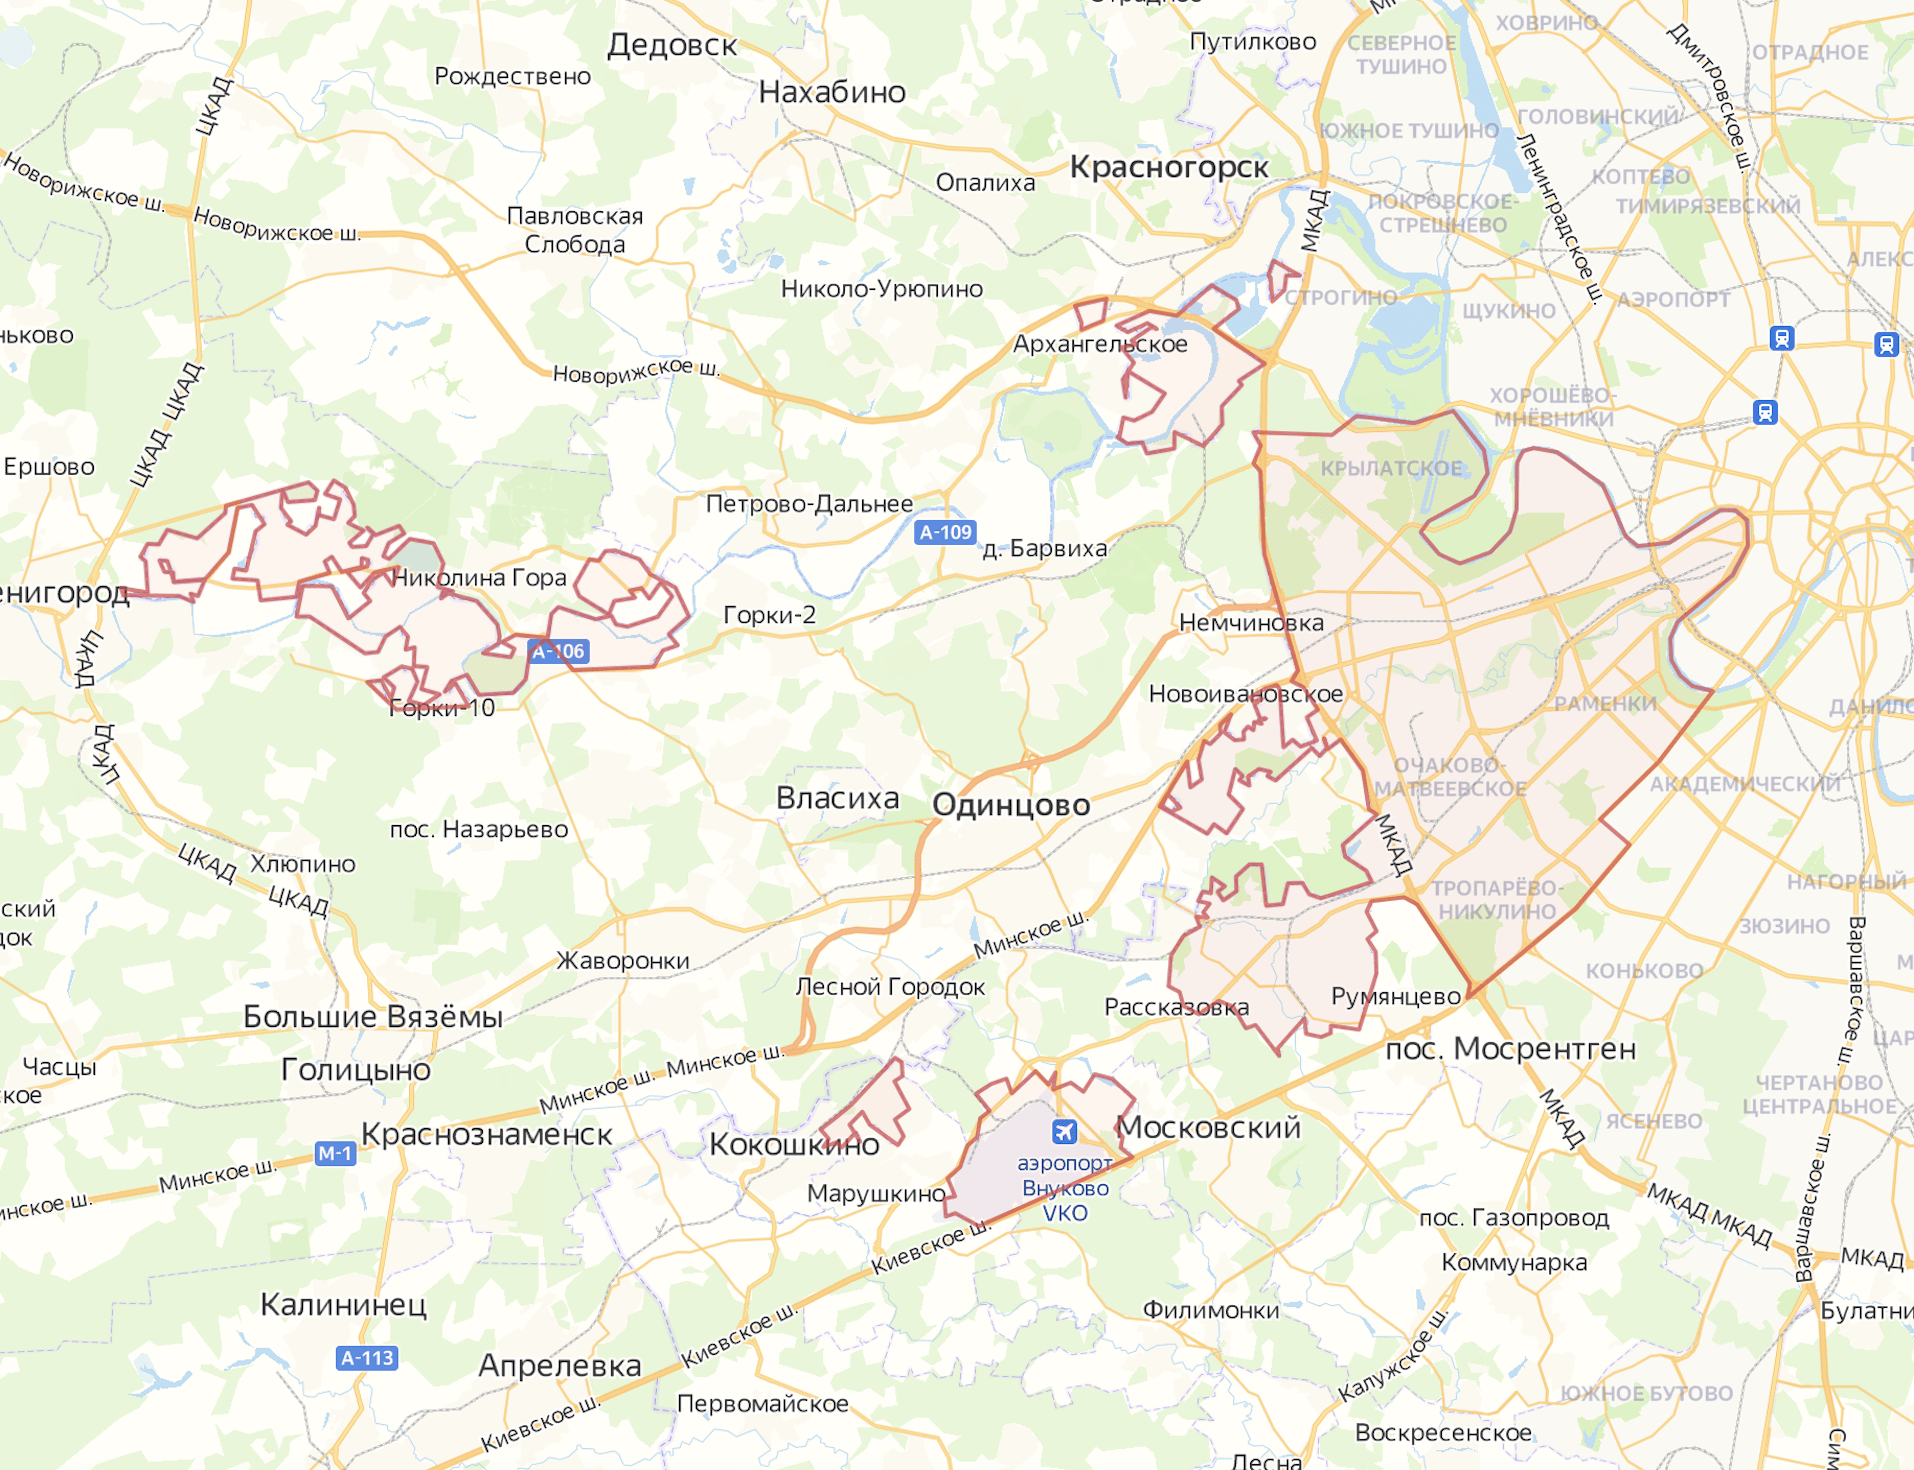 Дедовск
Путилково
ХОВРИНО
СЕВЕРНОЕ
ТУШИНО
ОТРАДНОЕ
Рождествено
Нахабино
Дмитровское ш.
ЦКАД
ЮЖНОЕ ТУШИНО
ГОЛОВИНСКИЙ
Новорижское ш.
Красногорск
Опалиха
Ленинградское ш.
КОПТЕВО
ТИМИРЯЗЕВСКИЙ
Новорижское ш.
Павловская
Слобода
МКАД
ПОКРОВСКОЕ-
СТРЕШНЕВО
АЛЕКС
Николо-Урюпино
СТРОГИНО
ЩУКИНО
АЭРОПОРТ
ньково
Архангельское
Новорижское ш.
ЦКАД
ЦКАД
ХОРОШЁВО-
МНЁВНИКИ
Ершово
КРЫЛАТСКОЕ
Петрово-Дальнее
А-109
д. Барвиха
енигород
Николина Гора
Горки-2
Немчиновка
А-106
ЦКАД
Горки-10
Новоивановское
РАМЕНКИ
ДАНИЛО
ЦКАД
ОЧАКОВО-
МАТВЕЕВСКОЕ
АКАДЕМИЧЕСКИЙ
Власиха
Одинцово
пос. Назарьево
МКАД
ЦКАД
Хлюпино
ЦКАД
ТРОПАРЁВО-
НИКУЛИНО
НАГОРНЫЙ
ский
док
ЗЮЗИНО
Минское ш.
Варшавское ш.
Жаворонки
Лесной Городок
КОНЬКОВО
Большие Вязёмы
Рассказовка
Румянцево
ЦАР
Часцы
ское
Голицыно
Минское ш.
Минское ш.
пос. Мосрентген
ЧЕРТАНОВО
ЦЕНТРАЛЬНОЕ
МКАД
ЯСЕНЕВО
Краснознаменск
М-1
Кокошкино
Московский
аэропорт
Внуково
VKO
Минское ш.
инское ш.
Марушкино
Киевское ш.
МКАД
МКАД
Варшавское ш.
МКАД
пос. Газопровод
Коммунарка
Калининец
Филимонки
Булатни
А-113
Киевское ш.
Апрелевка
Калужское ш.
ЮЖНОЕ БУТОВО
Первомайское
Киевское ш.
Воскресенское
Десна
Сим